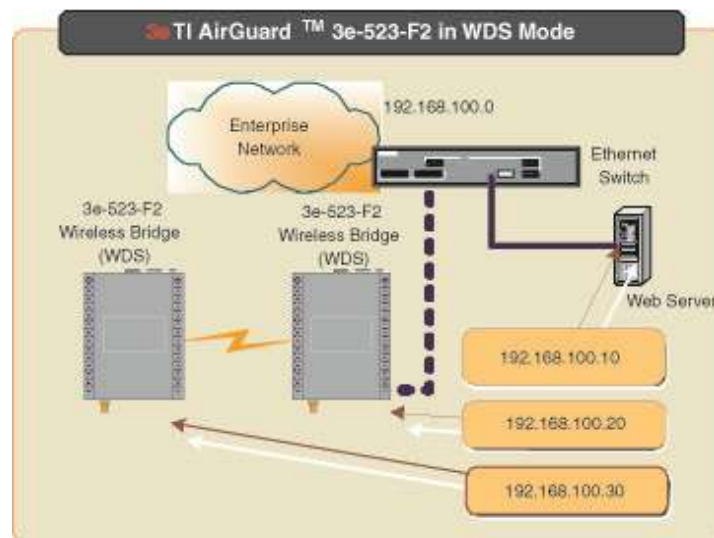 3eTI AirGuard ™ 3e-523-F2 in WDS Mode
192.168.100.0
Enterprise
Network
Ethernet
Switch
3e-523-F2
Wireless Bridge
(WDS)
3e-523-F2
Wireless Bridge
(WDS)
Web Server
192.168.100.10
192.168.100.20
192.168.100.30